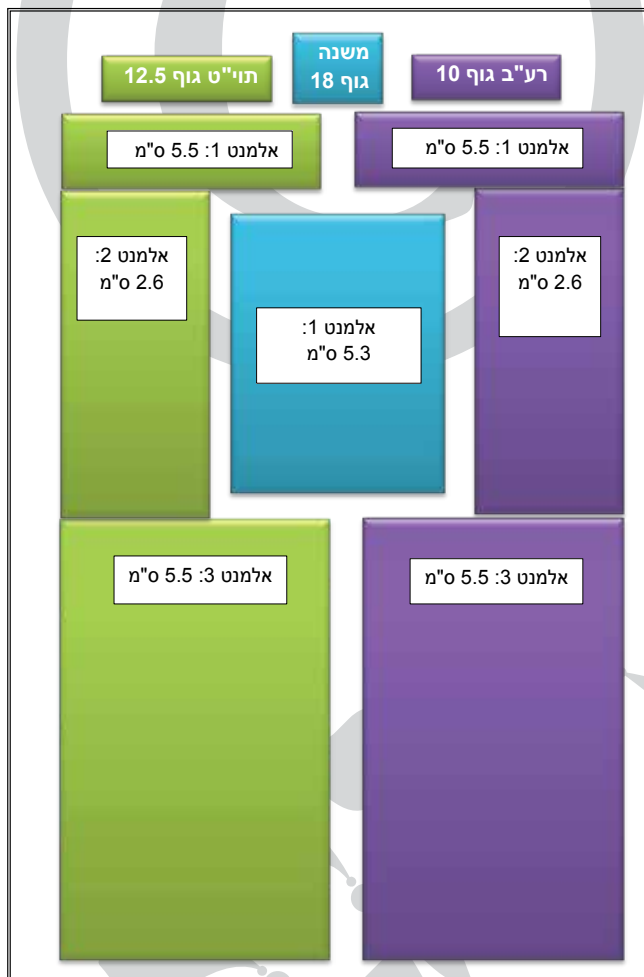 רע"ב גוף 10
משנה
גוף 18
תוי"ט גוף 12.5
אלמנט 1: 5.5 ס"מ
אלמנט 1: 5.5 ס"מ
אלמנט 2:
2.6 ס"מ
אלמנט 1:
5.3 ס"מ
אלמנט 2:
2.6 ס"מ
אלמנט 3: 5.5 ס"מ
אלמנט 3: 5.5 ס"מ